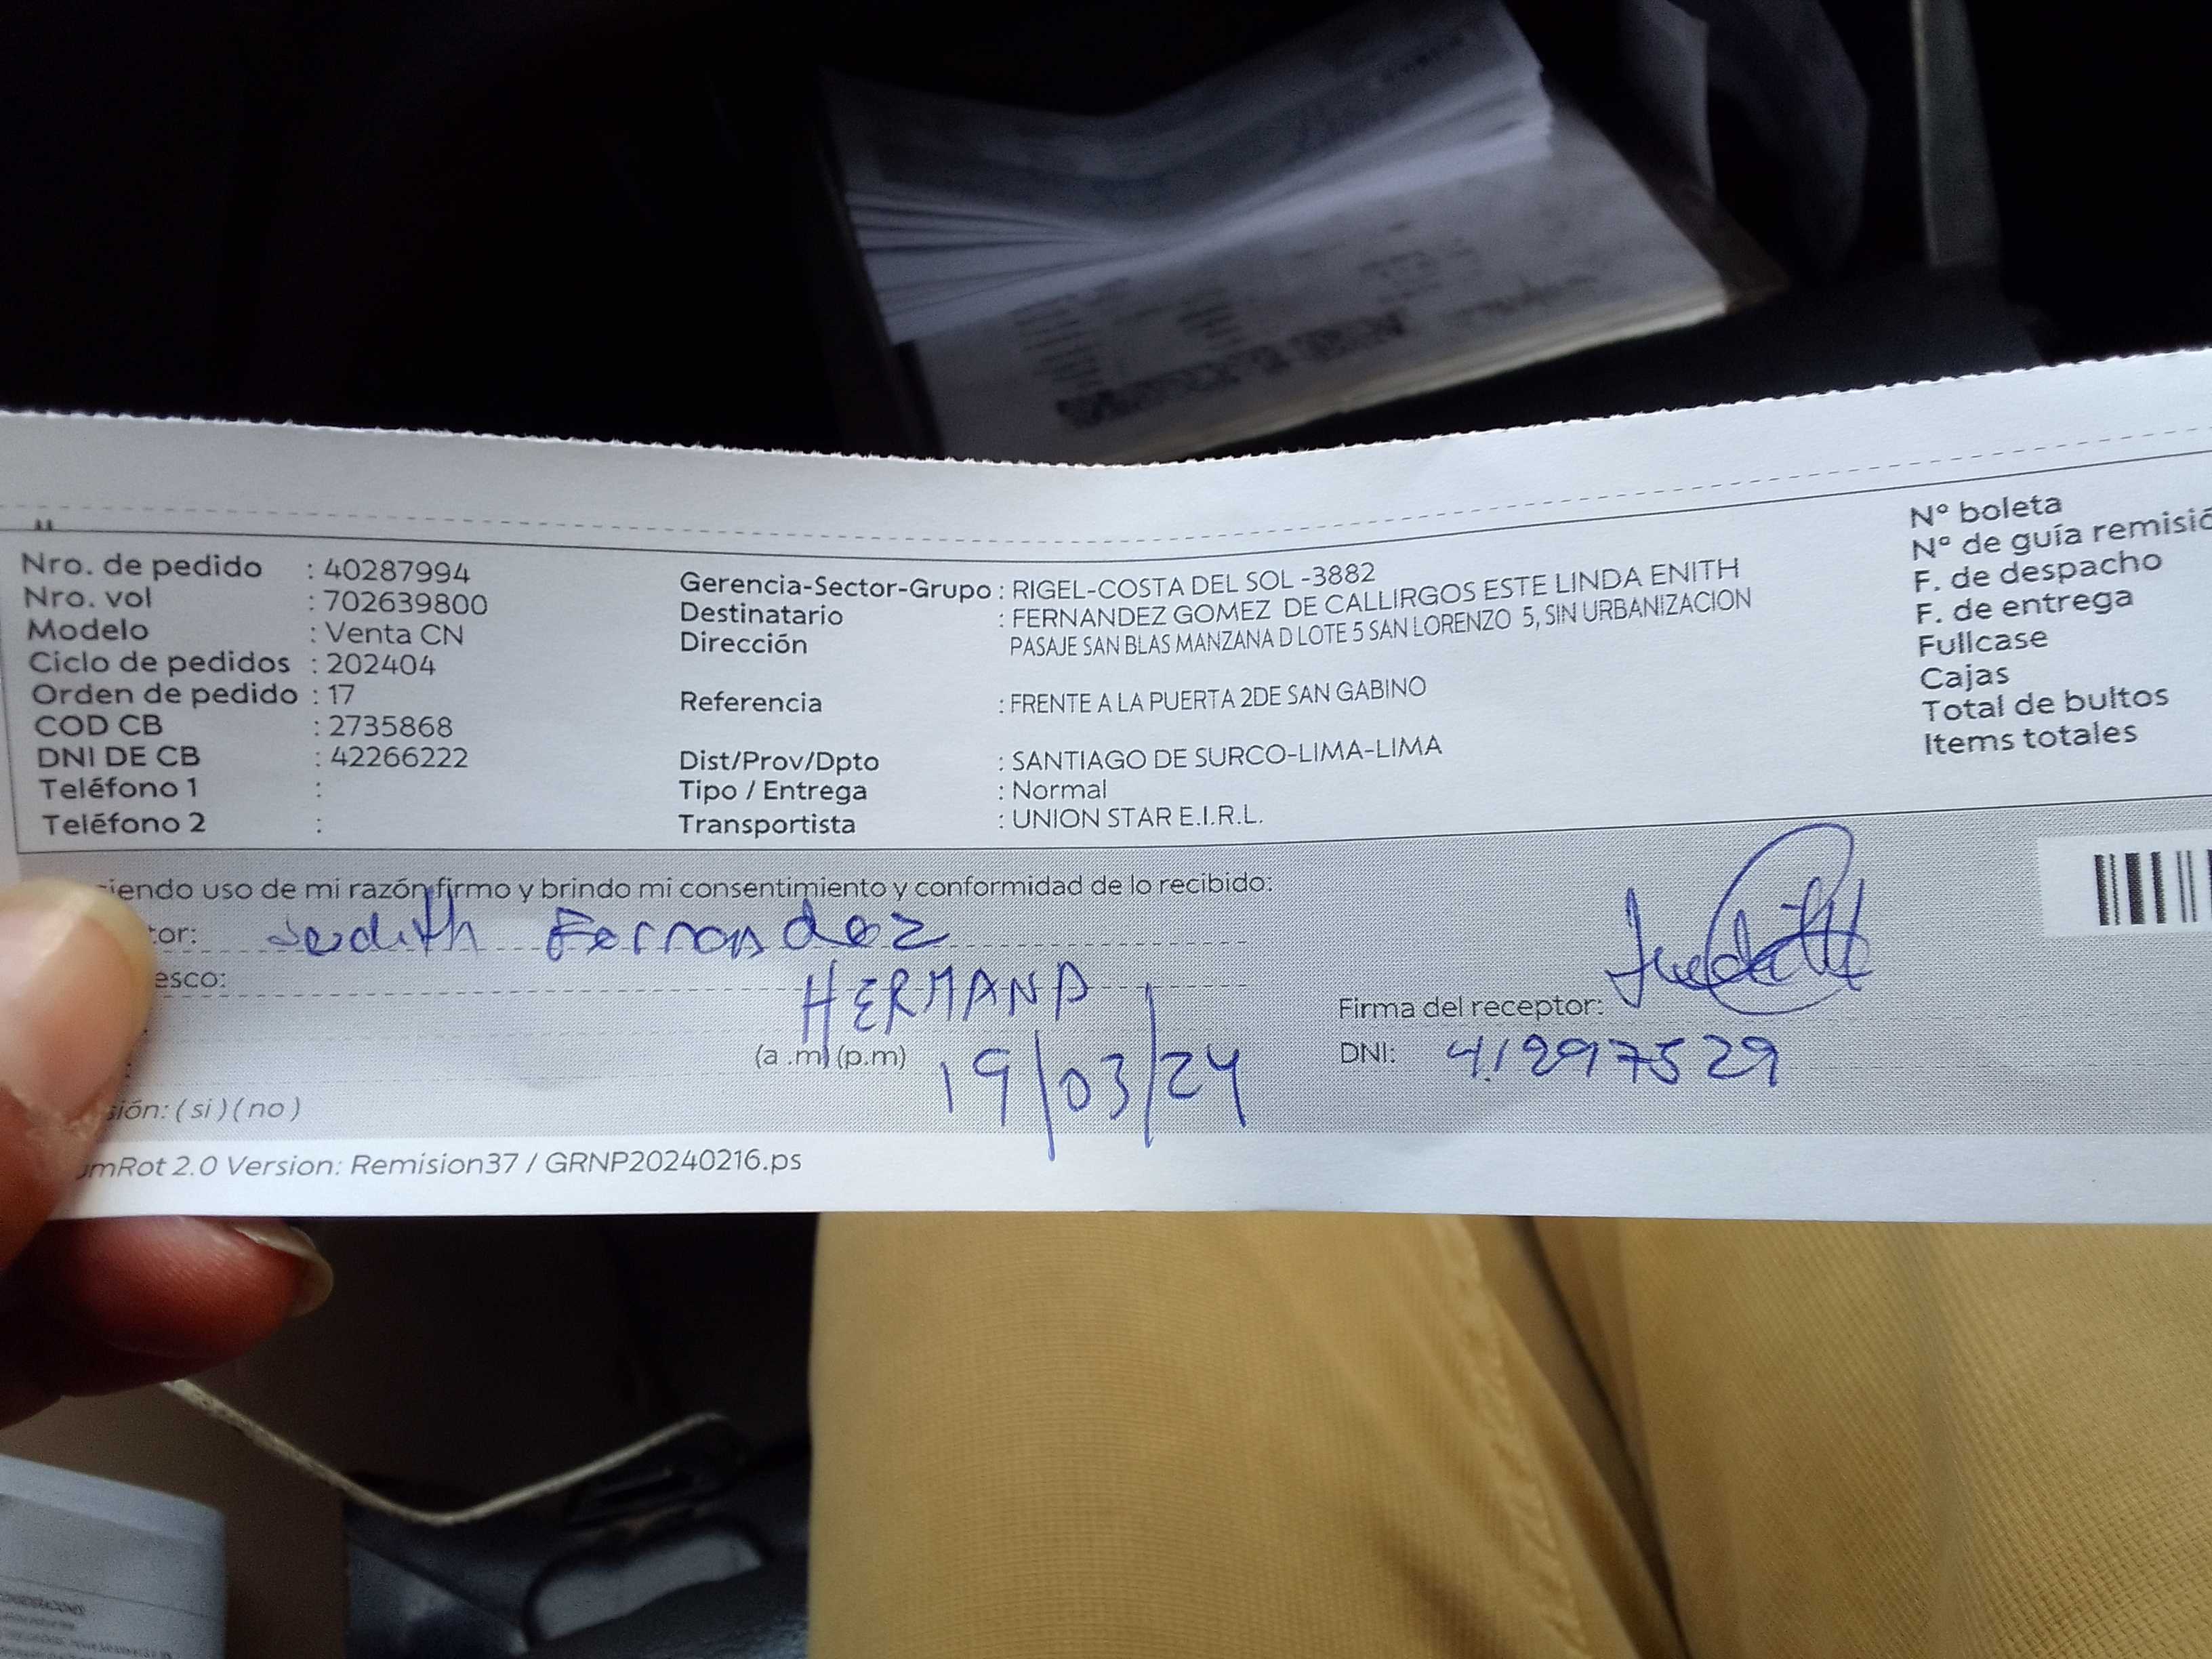 Nro. de pedido : 40287994
Nro. vol : 702639800
Modelo : Venta CN
Ciclo de pedidos : 202404
Orden de pedido : 17
COD CB : 2735868
DNI DE CB : 42266222
Teléfono 1 :
Teléfono 2 :
Gerencia-Sector-Grupo : RIGEL-COSTA DEL SOL -3882
Destinatario : FERNANDEZ GOMEZ DE CALLIRGOS ESTE LINDA ENITH
Dirección PASAJE SAN BLAS MANZANA D LOTE 5 SAN LORENZO 5, SIN URBANIZACION
Referencia : FRENTE A LA PUERTA 2DE SAN GABINO
Dist/Prov/Dpto : SANTIAGO DE SURCO-LIMA-LIMA
Tipo / Entrega : Normal
Transportista : UNION STAR E.I.R.L.
N° boleta
N° de guía remisió
F. de despacho
F. de entrega
Fullcase
Cajas
Total de bultos
Items totales
iendo uso de mi razón firmo y brindo mi consentimiento y conformidad de lo recibido:
tor: Judith Fernandez
esco: HERMANA
(a .m) (p.m) 19/03/24
Firma del receptor: Judith
DNI: 41297529
sión: ( si ) ( no )
mRot 2.0 Version: Remision37 / GRNP20240216.ps